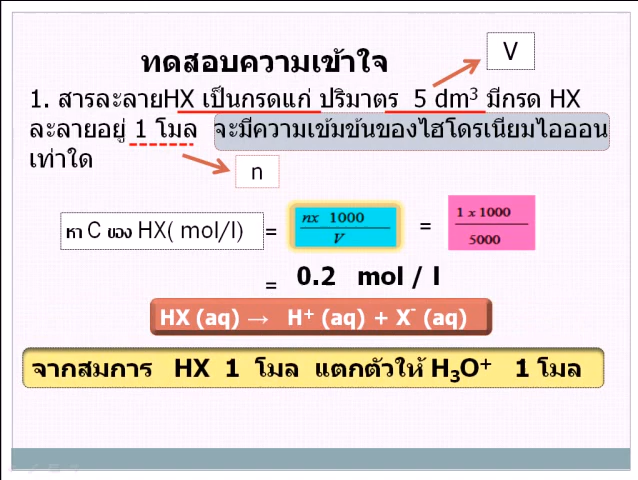 ทดสอบความเข้าใจ
V
1. สารละลายHX เป็นกรดแก่ ปริมาตร 5 dm³ มีกรด HX
ละลายอยู่ 1 โมล จะมีความเข้มข้นของไฮโดรเนียมไอออน
เท่าใด
n
หา C ของ HX( mol/l) = nx 1000 / V = 1 x 1000 / 5000
= 0.2 mol / l
HX (aq) → H⁺ (aq) + X⁻ (aq)
จากสมการ HX 1 โมล แตกตัวให้ H₃O⁺ 1 โมล